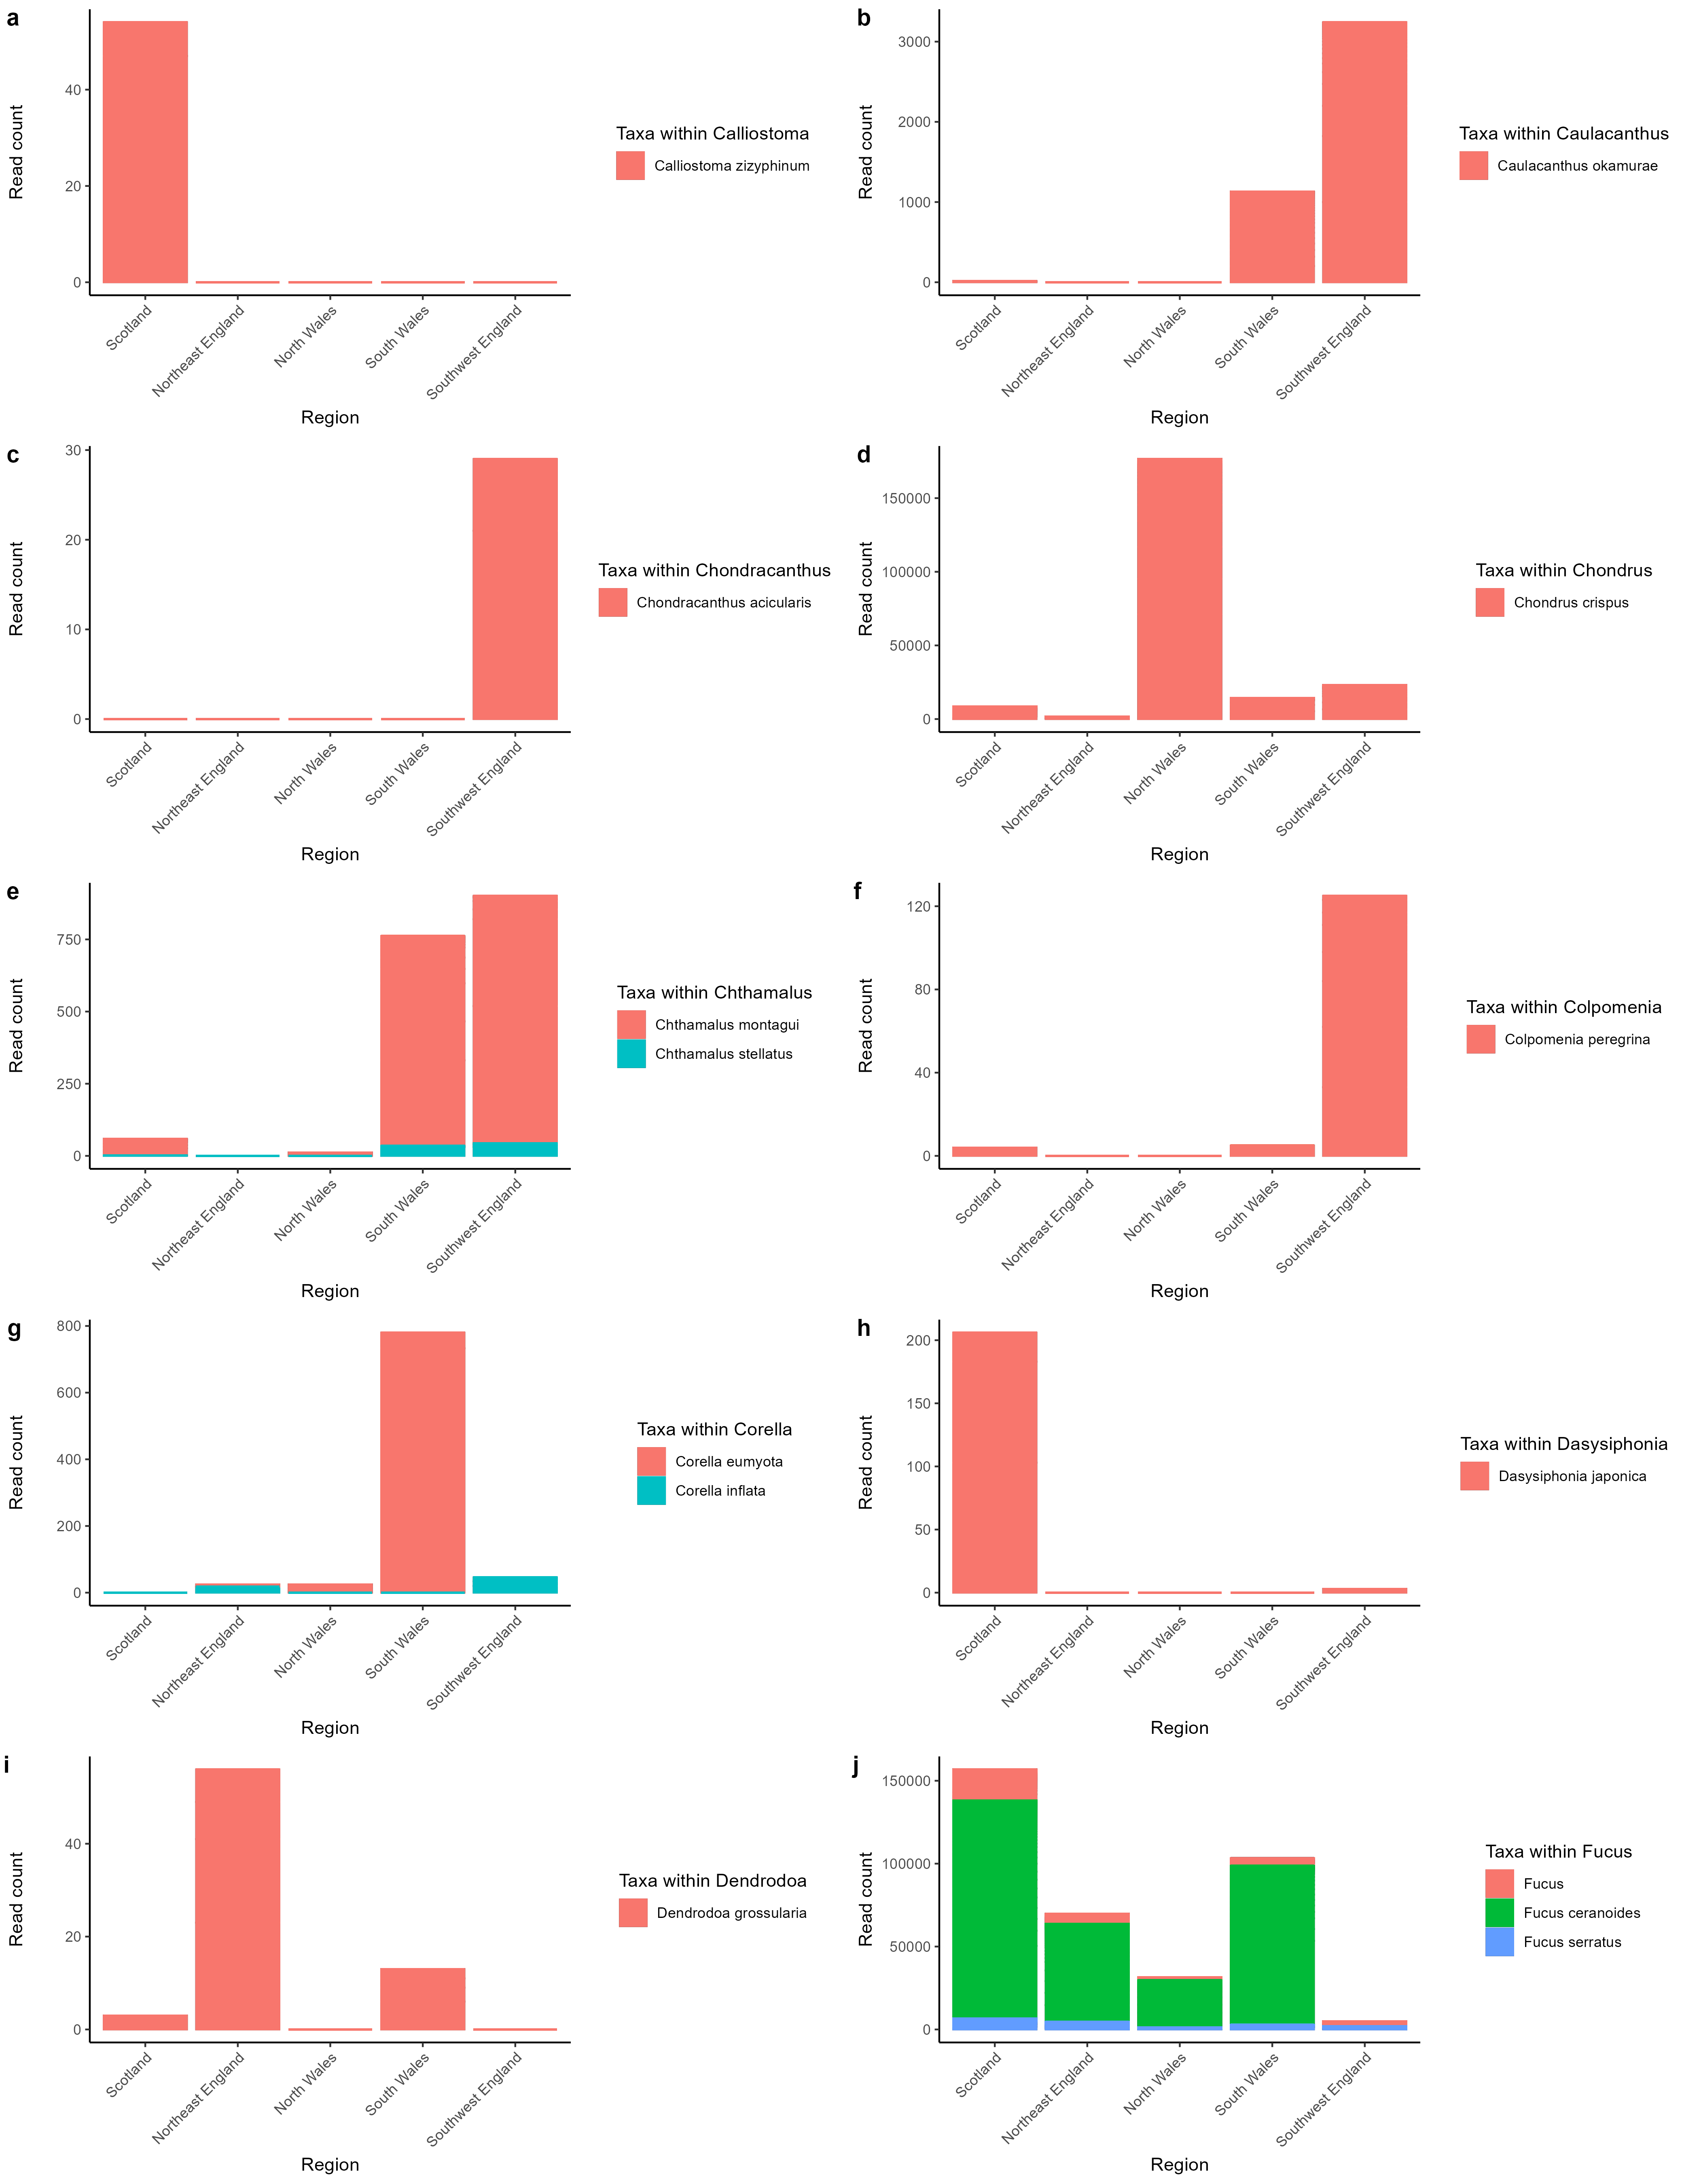 a
Read count
40
20
0
Scotland
Northeast England
North Wales
South Wales
Southwest England
Region
Taxa within Calliostoma
Calliostoma zizyphinum
b
Read count
3000
2000
1000
0
Scotland
Northeast England
North Wales
South Wales
Southwest England
Region
Taxa within Caulacanthus
Caulacanthus okamurae
c
Read count
30
20
10
0
Scotland
Northeast England
North Wales
South Wales
Southwest England
Region
Taxa within Chondracanthus
Chondracanthus acicularis
d
Read count
150000
100000
50000
0
Scotland
Northeast England
North Wales
South Wales
Southwest England
Region
Taxa within Chondrus
Chondrus crispus
e
Read count
750
500
250
0
Scotland
Northeast England
North Wales
South Wales
Southwest England
Region
Taxa within Chthamalus
Chthamalus montagui
Chthamalus stellatus
f
Read count
120
80
40
0
Scotland
Northeast England
North Wales
South Wales
Southwest England
Region
Taxa within Colpomenia
Colpomenia peregrina
g
Read count
800
600
400
200
0
Scotland
Northeast England
North Wales
South Wales
Southwest England
Region
Taxa within Corella
Corella eumyota
Corella inflata
h
Read count
200
150
100
50
0
Scotland
Northeast England
North Wales
South Wales
Southwest England
Region
Taxa within Dasysiphonia
Dasysiphonia japonica
i
Read count
40
20
0
Scotland
Northeast England
North Wales
South Wales
Southwest England
Region
Taxa within Dendrodoa
Dendrodoa grossularia
j
Read count
150000
100000
50000
0
Scotland
Northeast England
North Wales
South Wales
Southwest England
Region
Taxa within Fucus
Fucus
Fucus ceranoides
Fucus serratus